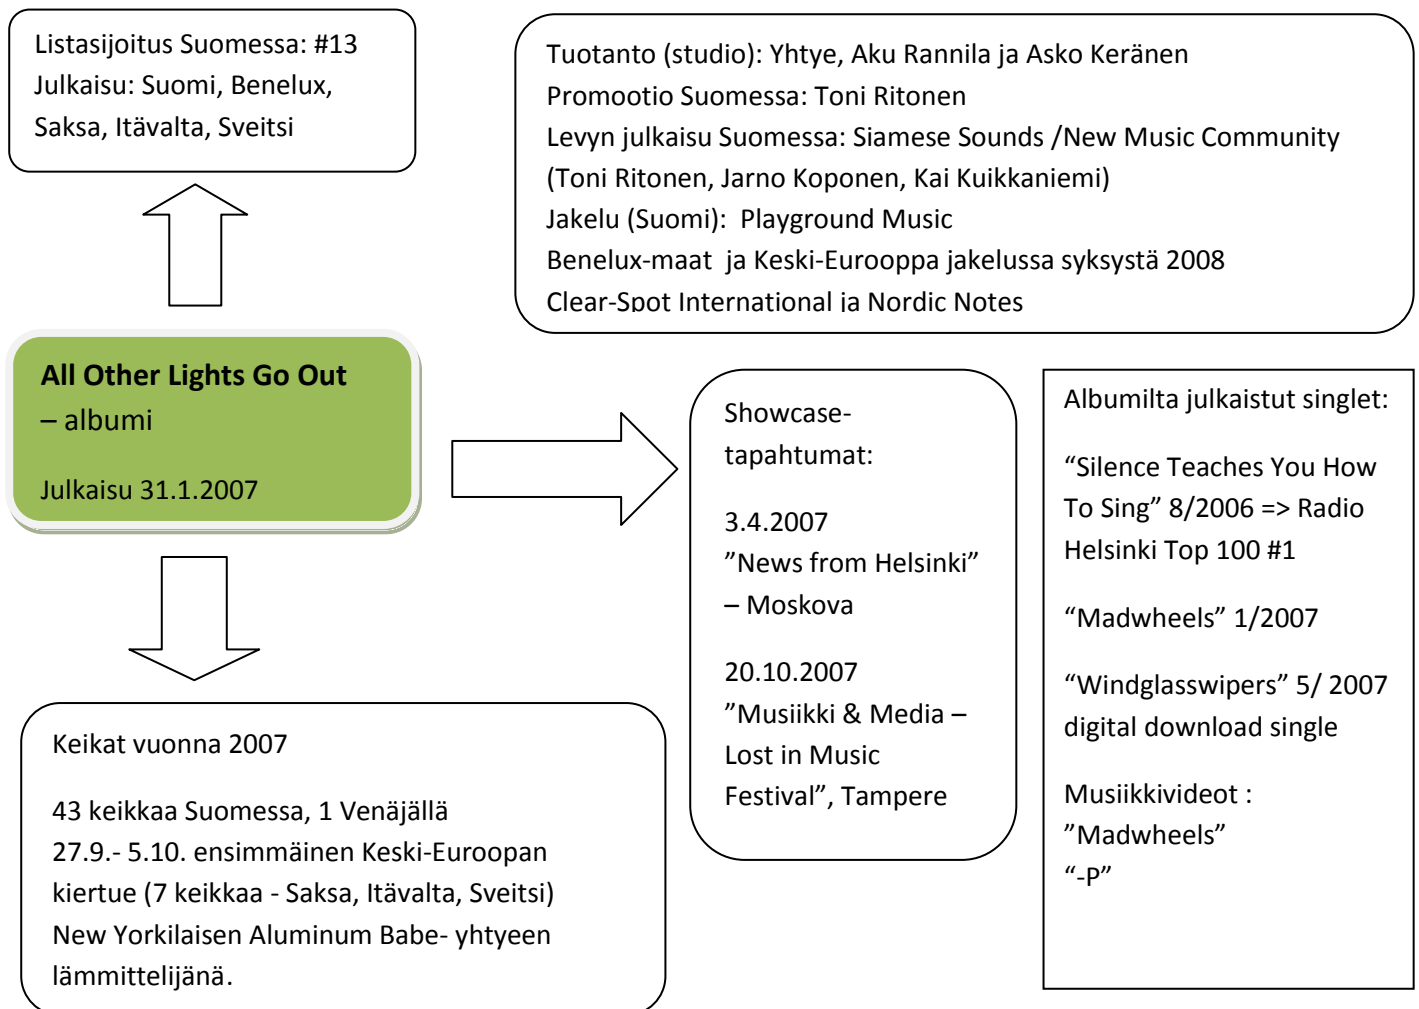 Listasijoitus Suomessa: #13
Julkaisu: Suomi, Benelux,
Saksa, Itävalta, Sveitsi
Tuotanto (studio): Yhtye, Aku Rannila ja Asko Keränen
Promootio Suomessa: Toni Ritonen
Levyn julkaisu Suomessa: Siamese Sounds /New Music Community
(Toni Ritonen, Jarno Koponen, Kai Kuikkaniemi)
Jakelu (Suomi):  Playground Music
Benelux-maat  ja Keski-Eurooppa jakelussa syksystä 2008
Clear-Spot International ja Nordic Notes
All Other Lights Go Out
– albumi
Julkaisu 31.1.2007
Showcase-
tapahtumat:
3.4.2007
”News from Helsinki”
– Moskova
20.10.2007
”Musiikki & Media –
Lost in Music
Festival”, Tampere
Albumilta julkaistut singlet:
“Silence Teaches You How
To Sing” 8/2006 => Radio
Helsinki Top 100 #1
“Madwheels” 1/2007
“Windglasswipers” 5/ 2007
digital download single
Musiikkivideot :
”Madwheels”
“-P”
Keikat vuonna 2007
43 keikkaa Suomessa, 1 Venäjällä
27.9.- 5.10. ensimmäinen Keski-Euroopan
kiertue (7 keikkaa - Saksa, Itävalta, Sveitsi)
New Yorkilaisen Aluminum Babe- yhtyeen
lämmittelijänä.